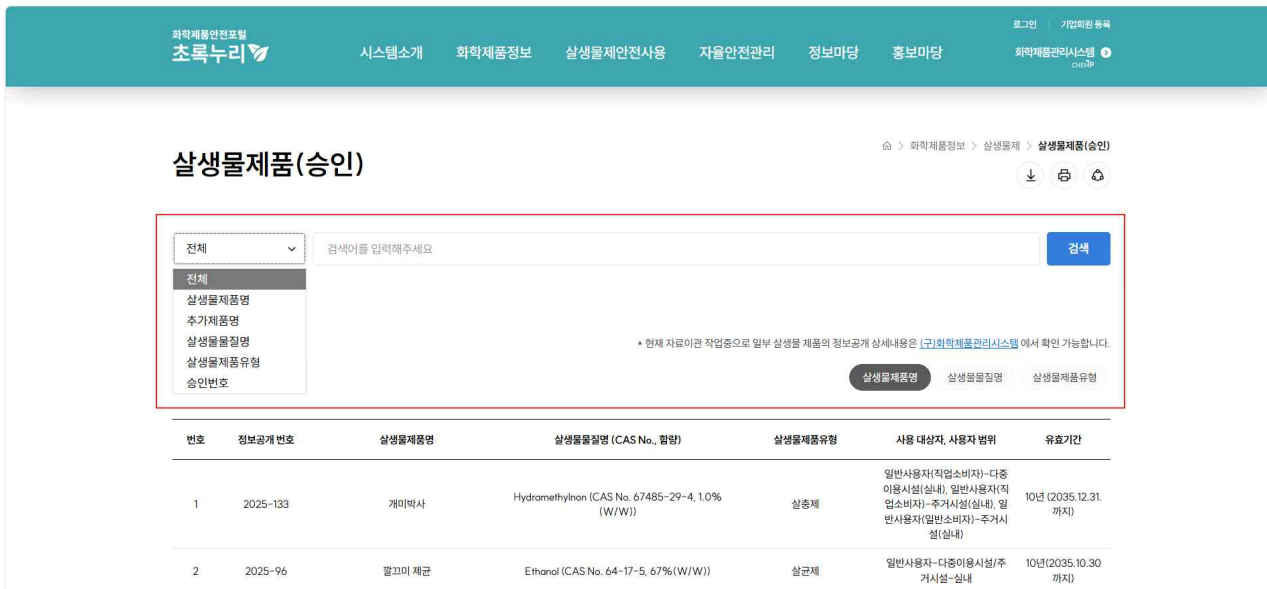 로그인 | 기업회원 등록
화학제품안전포털
초록누리
시스템소개 화학제품정보 살생물제안전사용 자율안전관리 정보마당 홍보마당
화학제품관리시스템
CHEMP
살생물제품(승인)
화학제품정보 > 살생물제 > 살생물제품(승인)
전체 검색어를 입력해주세요 검색
전체
살생물제품명
추가제품명
살생물물질명
살생물제품유형
승인번호
* 현재 자료이관 작업중으로 일부 살생물 제품의 정보공개 상세내용은 (구)화학제품관리시스템 에서 확인 가능합니다.
살생물제품명 살생물물질명 살생물제품유형
번호 정보공개 번호 살생물제품명 살생물물질명 (CAS No., 함량) 살생물제품유형 사용 대상자, 사용자 범위 유효기간
1 2025-133 개미박사 Hydramethylnon (CAS No. 67485-29-4, 1.0%
(W/W)) 살충제
일반사용자(직업소비자)-다중
이용시설(실내), 일반사용자(직
업소비자)-주거시설(실내), 일
반사용자(일반소비자)-주거시
설(실내)
10년 (2035.12.31.
까지)
2 2025-96 깔끄미 제균 Ethanol (CAS No. 64-17-5, 67%(W/W)) 살균제
일반사용자-다중이용시설/주
거시설-실내
10년(2035.10.30
까지)